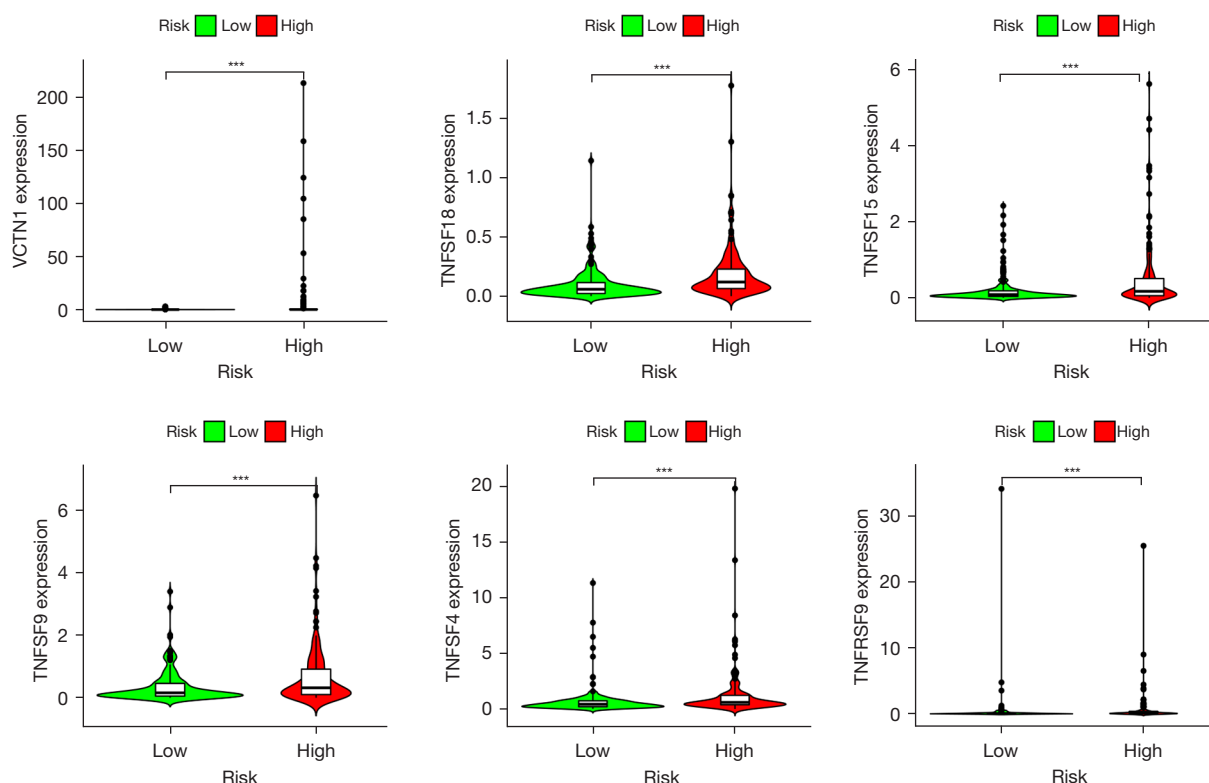 Risk Low High
***
VCTN1 expression
200
150
100
50
0
Low High
Risk
Risk Low High
***
TNFSF18 expression
1.5
1.0
0.5
0.0
Low High
Risk
Risk Low High
***
TNFSF15 expression
6
4
2
0
Low High
Risk
Risk Low High
***
TNFSF9 expression
6
4
2
0
Low High
Risk
Risk Low High
***
TNFSF4 expression
20
15
10
5
0
Low High
Risk
Risk Low High
***
TNFRSF9 expression
30
20
10
0
Low High
Risk